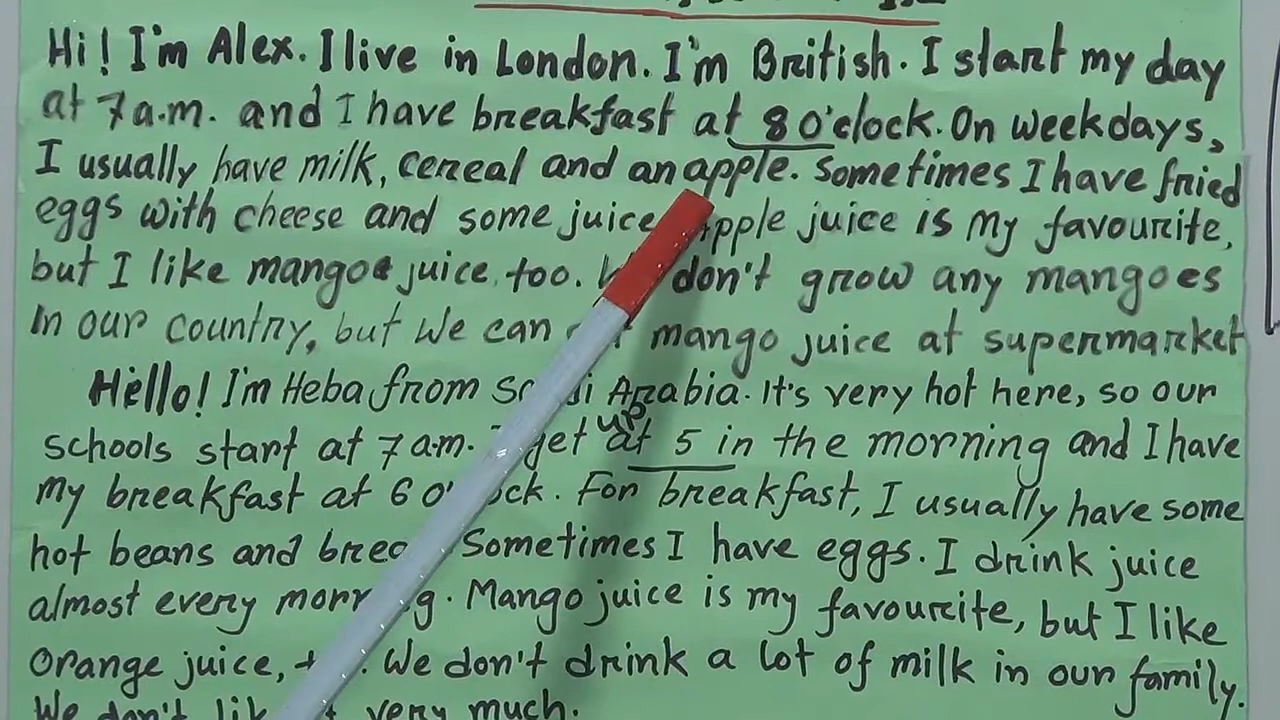 Hi! I'm Alex. I live in London. I'm British. I start my day
at 7 a.m. and I have breakfast at 8 O'clock. On weekdays,
I usually have milk, cereal and an apple. Sometimes I have fried
eggs with cheese and some juice. Apple juice is my favourite,
but I like mango juice, too. don't grow any mangoes
In our country, but we can mango juice at supermarket
Hello! I'm Heba from Arabia. It's very hot here, so our
schools start at 7 a.m. get up at 5 in the morning and I have
my breakfast at 6 For breakfast, I usually have some
hot beans and Sometimes I have eggs. I drink juice
almost every Mango juice is my favourite, but I like
Orange juice, We don't drink a lot of milk in our family.
We don't very much.